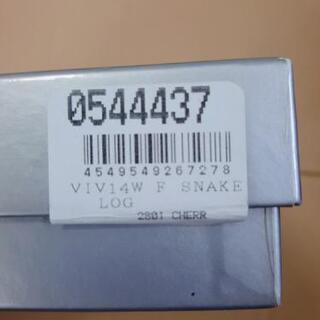 0544437
4549549267278
VIV14W F SNAKE
LOG
2801 CHERR